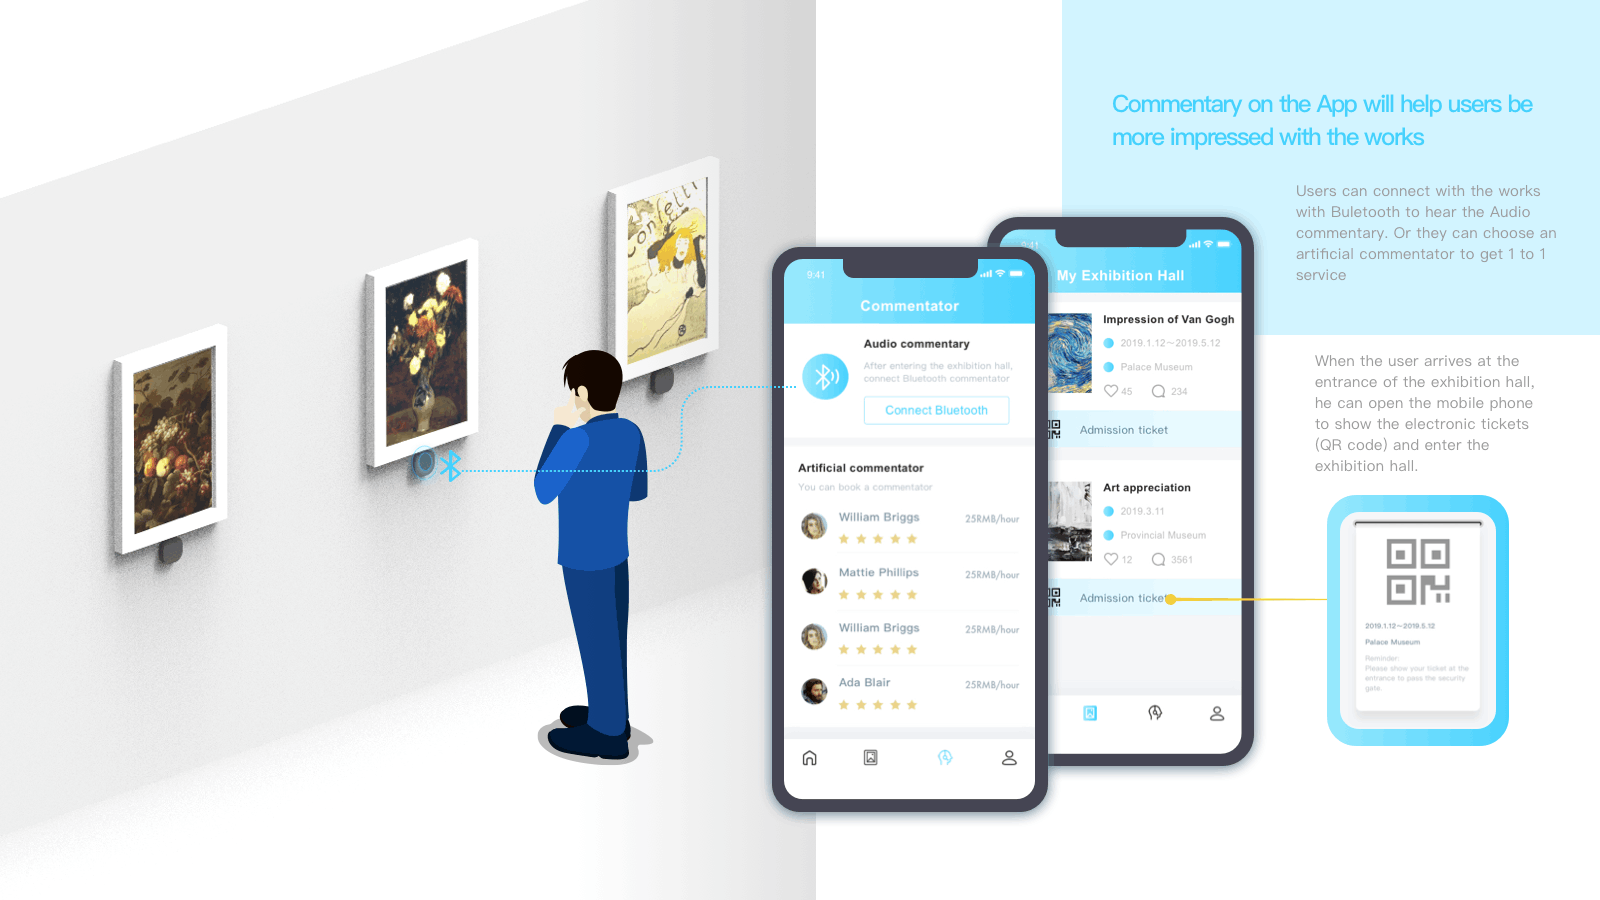 Commentary on the App will help users be
more impressed with the works
Users can connect with the works
with Buletooth to hear the Audio
commentary. Or they can choose an
artificial commentator to get 1 to 1
service
When the user arrives at the
entrance of the exhibition hall,
he can open the mobile phone
to show the electronic tickets
(QR code) and enter the
exhibition hall.
Confetti
9:41
Commentator
Audio commentary
After entering the exhibition hall,
connect Bluetooth commentator
Connect Bluetooth
Artificial commentator
You can book a commentator
William Briggs
25RMB/hour
Mattie Phillips
25RMB/hour
William Briggs
25RMB/hour
Ada Blair
25RMB/hour
9:41
My Exhibition Hall
Impression of Van Gogh
2019.1.12～2019.5.12
Palace Museum
45
234
Admission ticket
Art appreciation
2019.3.11
Provincial Museum
12
3561
Admission ticket
2019.1.12～2019.5.12
Palace Museum
Reminder:
Please show your ticket at the
entrance to pass the security
gate.